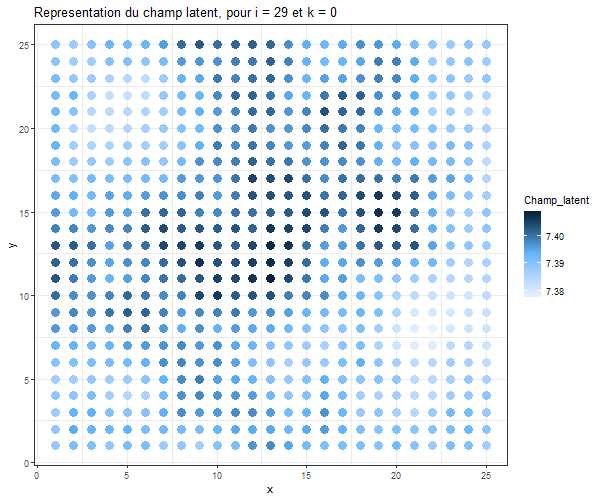 Representation du champ latent, pour i = 29 et k = 0
25
20
15
10
5
0
y
0 5 10 15 20 25
x
Champ_latent
7.40
7.39
7.38